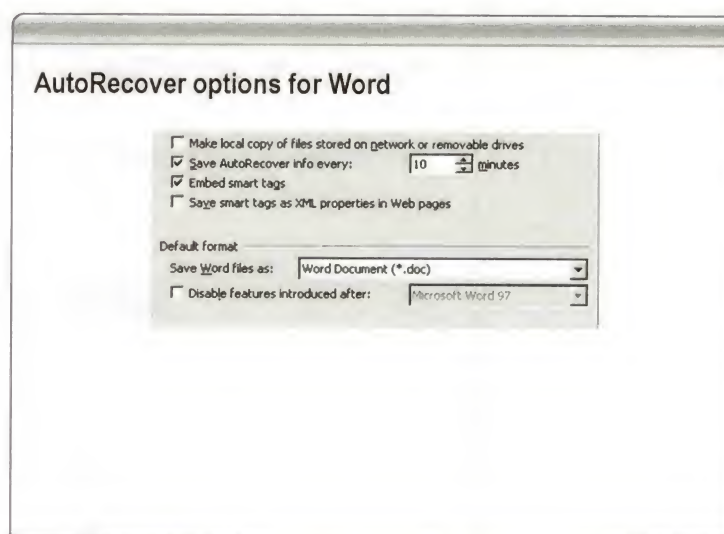 AutoRecover options for Word
Make local copy of files stored on network or removable drives
Save AutoRecover info every: 10 minutes
Embed smart tags
Save smart tags as XML properties in Web pages
Default format
Save Word files as: Word Document (*.doc)
Disable features introduced after: Microsoft Word 97